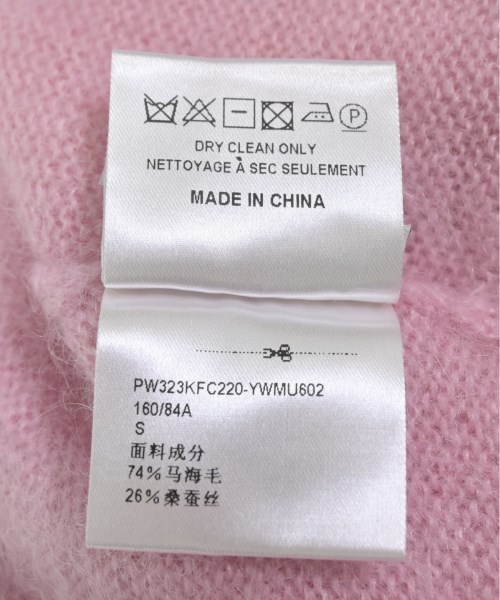 DRY CLEAN ONLY
NETTOYAGE À SEC SEULEMENT
MADE IN CHINA
PW323KFC220-YWMU602
160/84A
S
面料成分
74%马海毛
26%桑蚕丝